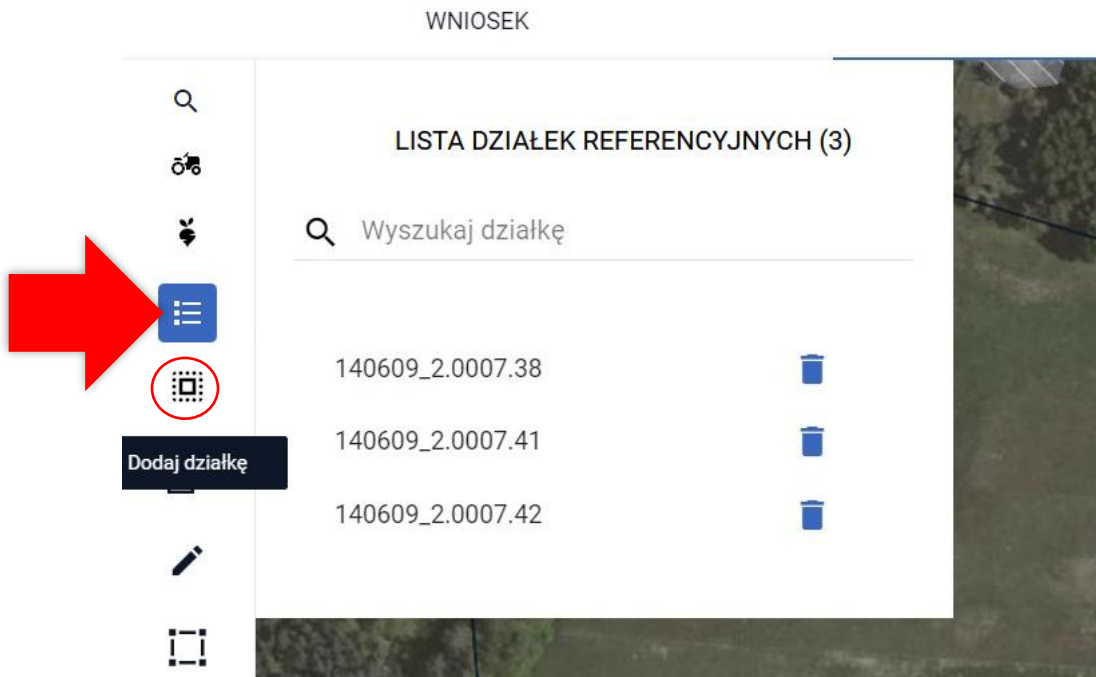 WNIOSEK
LISTA DZIAŁEK REFERENCYJNYCH (3)
Wyszukaj działkę
140609_2.0007.38
140609_2.0007.41
Dodaj działkę
140609_2.0007.42